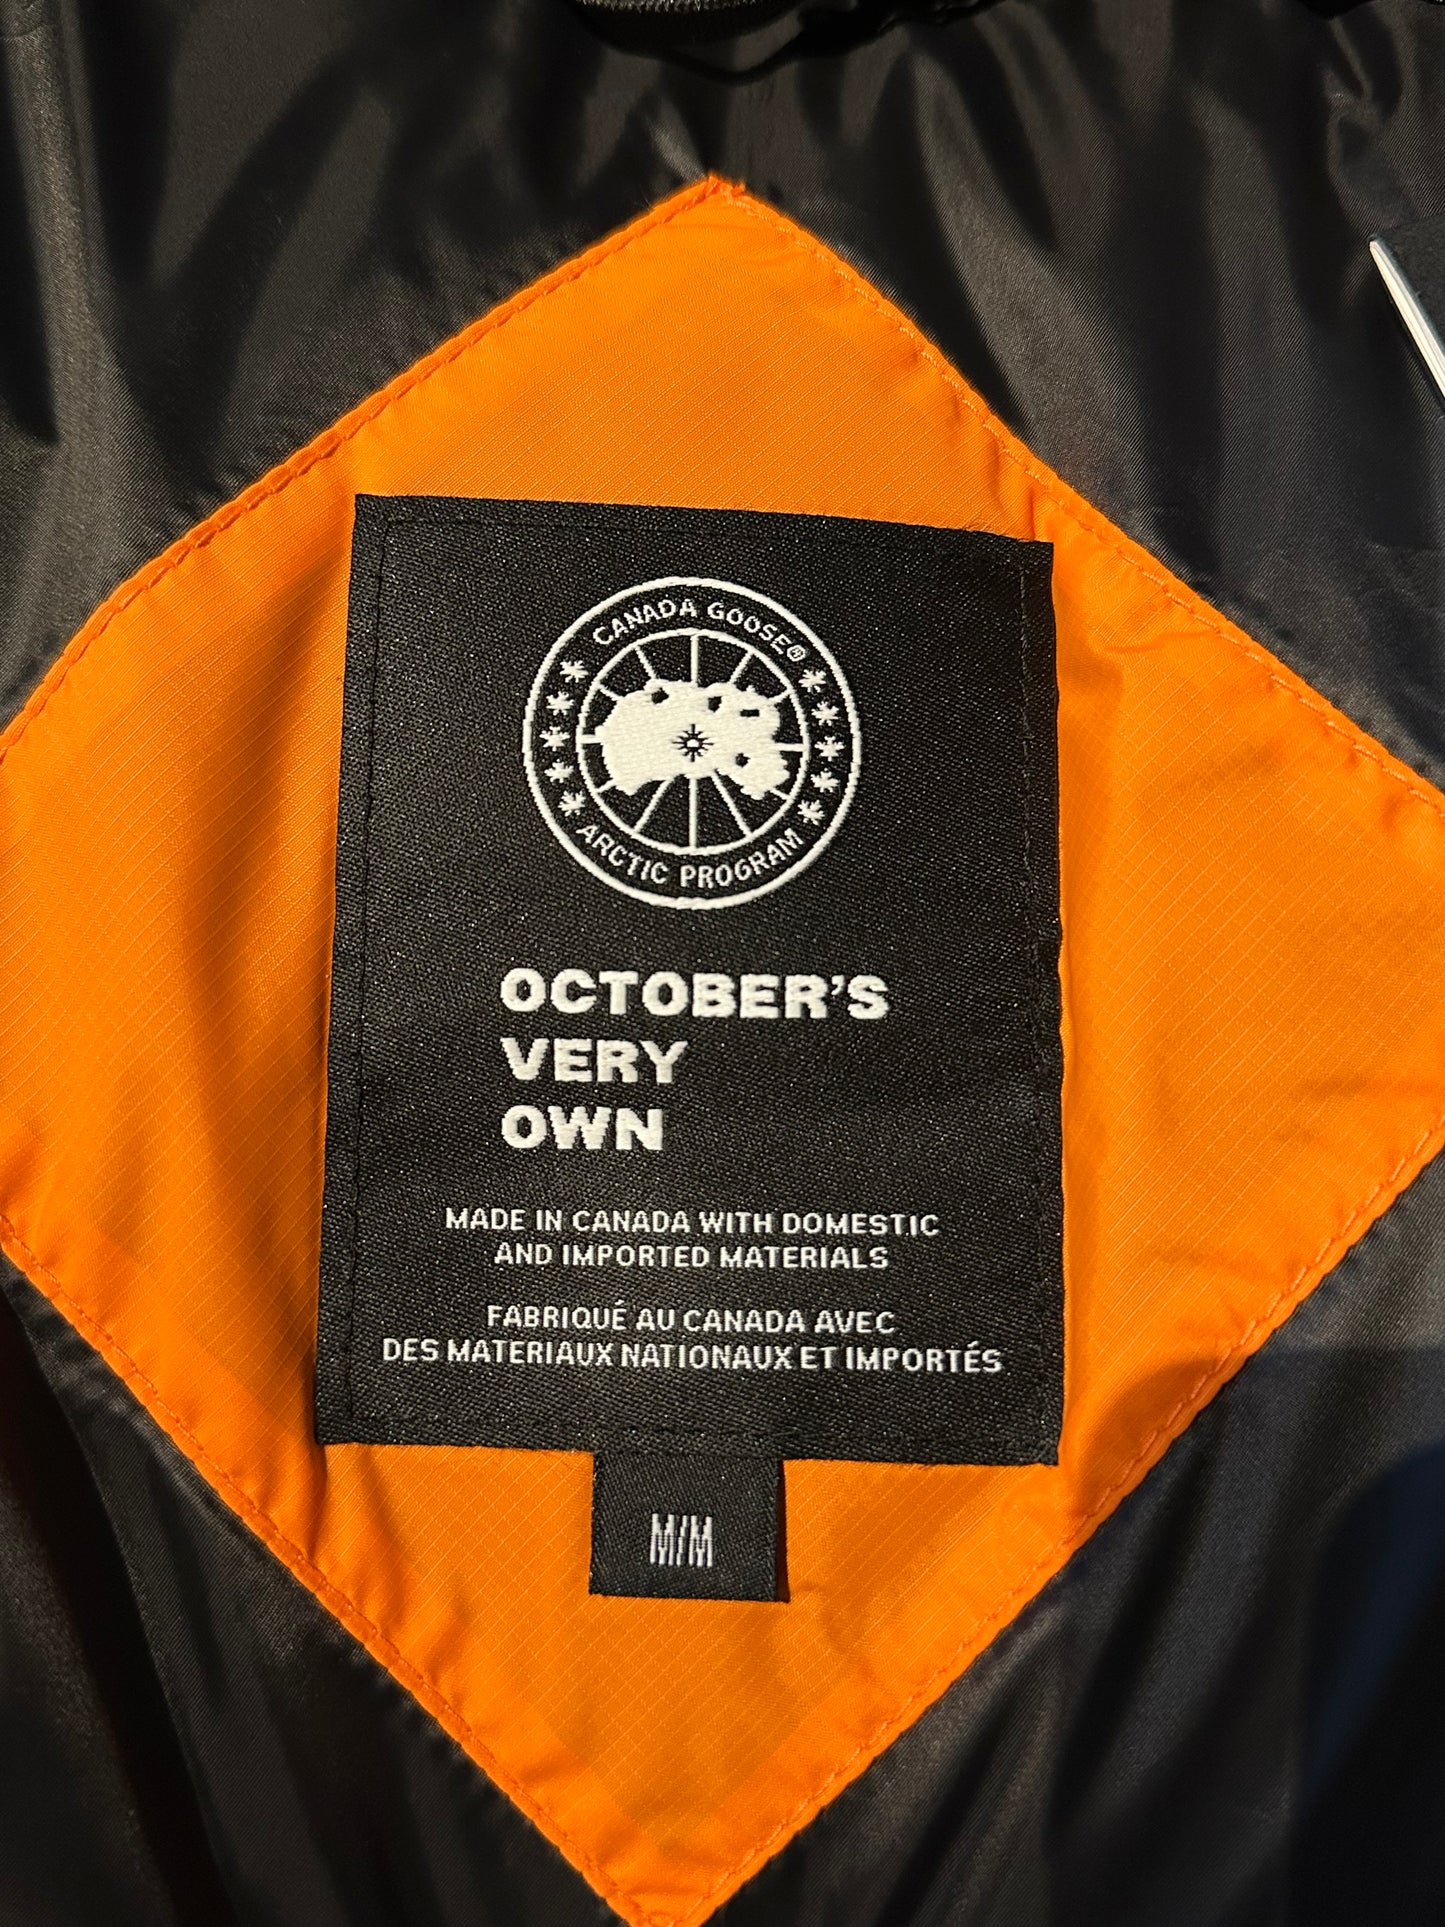 CANADA GOOSE®
ARCTIC PROGRAM
OCTOBER'S
VERY
OWN
MADE IN CANADA WITH DOMESTIC
AND IMPORTED MATERIALS
FABRIQUÉ AU CANADA AVEC
DES MATERIAUX NATIONAUX ET IMPORTÉS
M/M